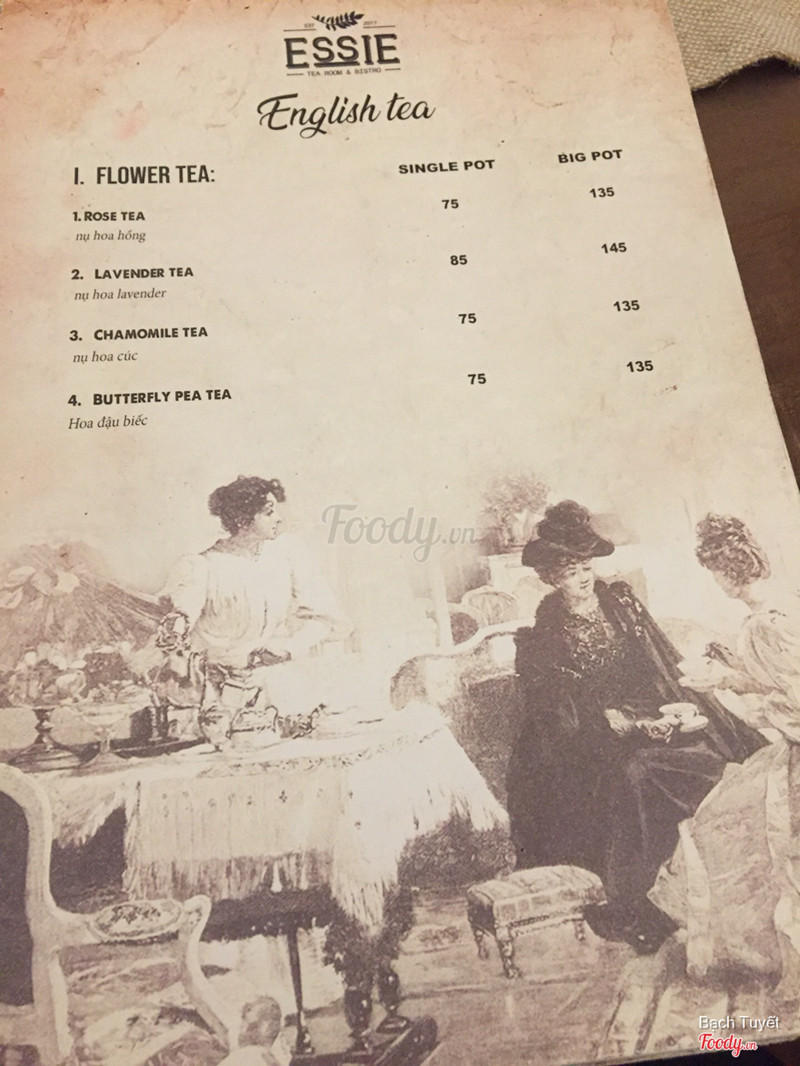 EST 2017
ESSIE
TEA ROOM & BISTRO
English tea
I. FLOWER TEA: SINGLE POT BIG POT
1. ROSE TEA 75 135
nụ hoa hồng
2. LAVENDER TEA 85 145
nụ hoa lavender
3. CHAMOMILE TEA 75 135
nụ hoa cúc
4. BUTTERFLY PEA TEA 75 135
Hoa đậu biếc
Foody.vn
Bạch Tuyết
Foody.vn